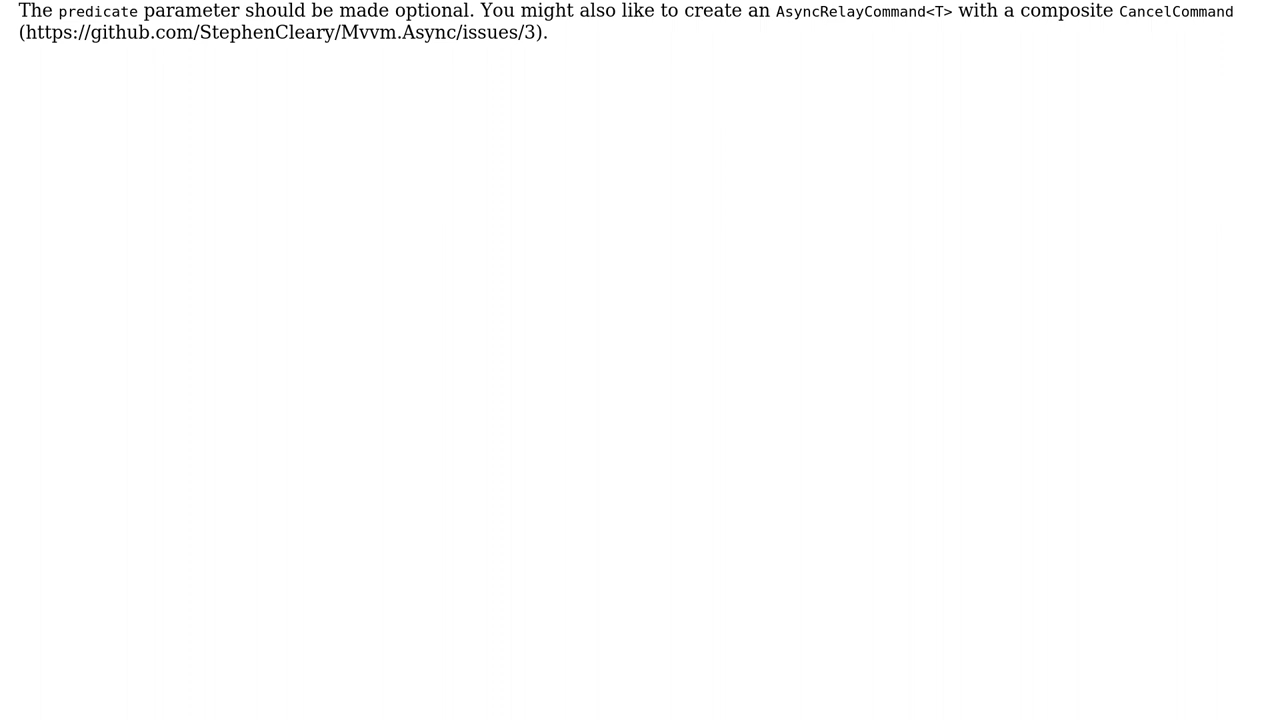 The predicate parameter should be made optional. You might also like to create an AsyncRelayCommand<T> with a composite CancelCommand
(https://github.com/StephenCleary/Mvvm.Async/issues/3).